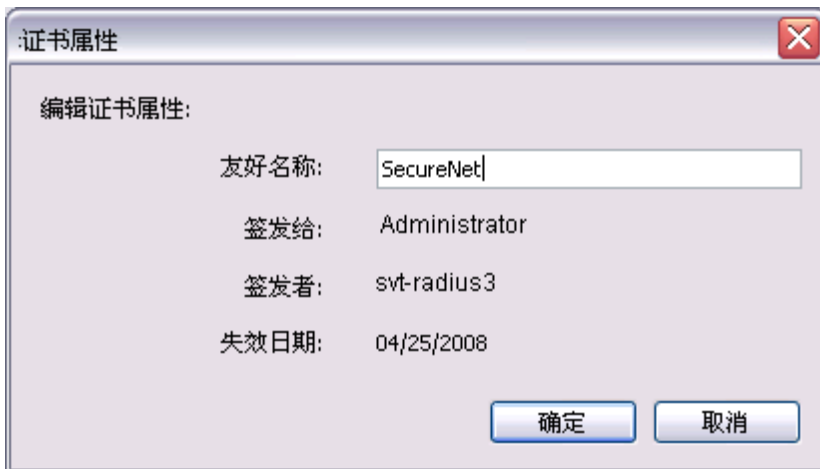 证书属性
编辑证书属性:
友好名称: SecureNet
签发给: Administrator
签发者: svt-radius3
失效日期: 04/25/2008
确定 取消